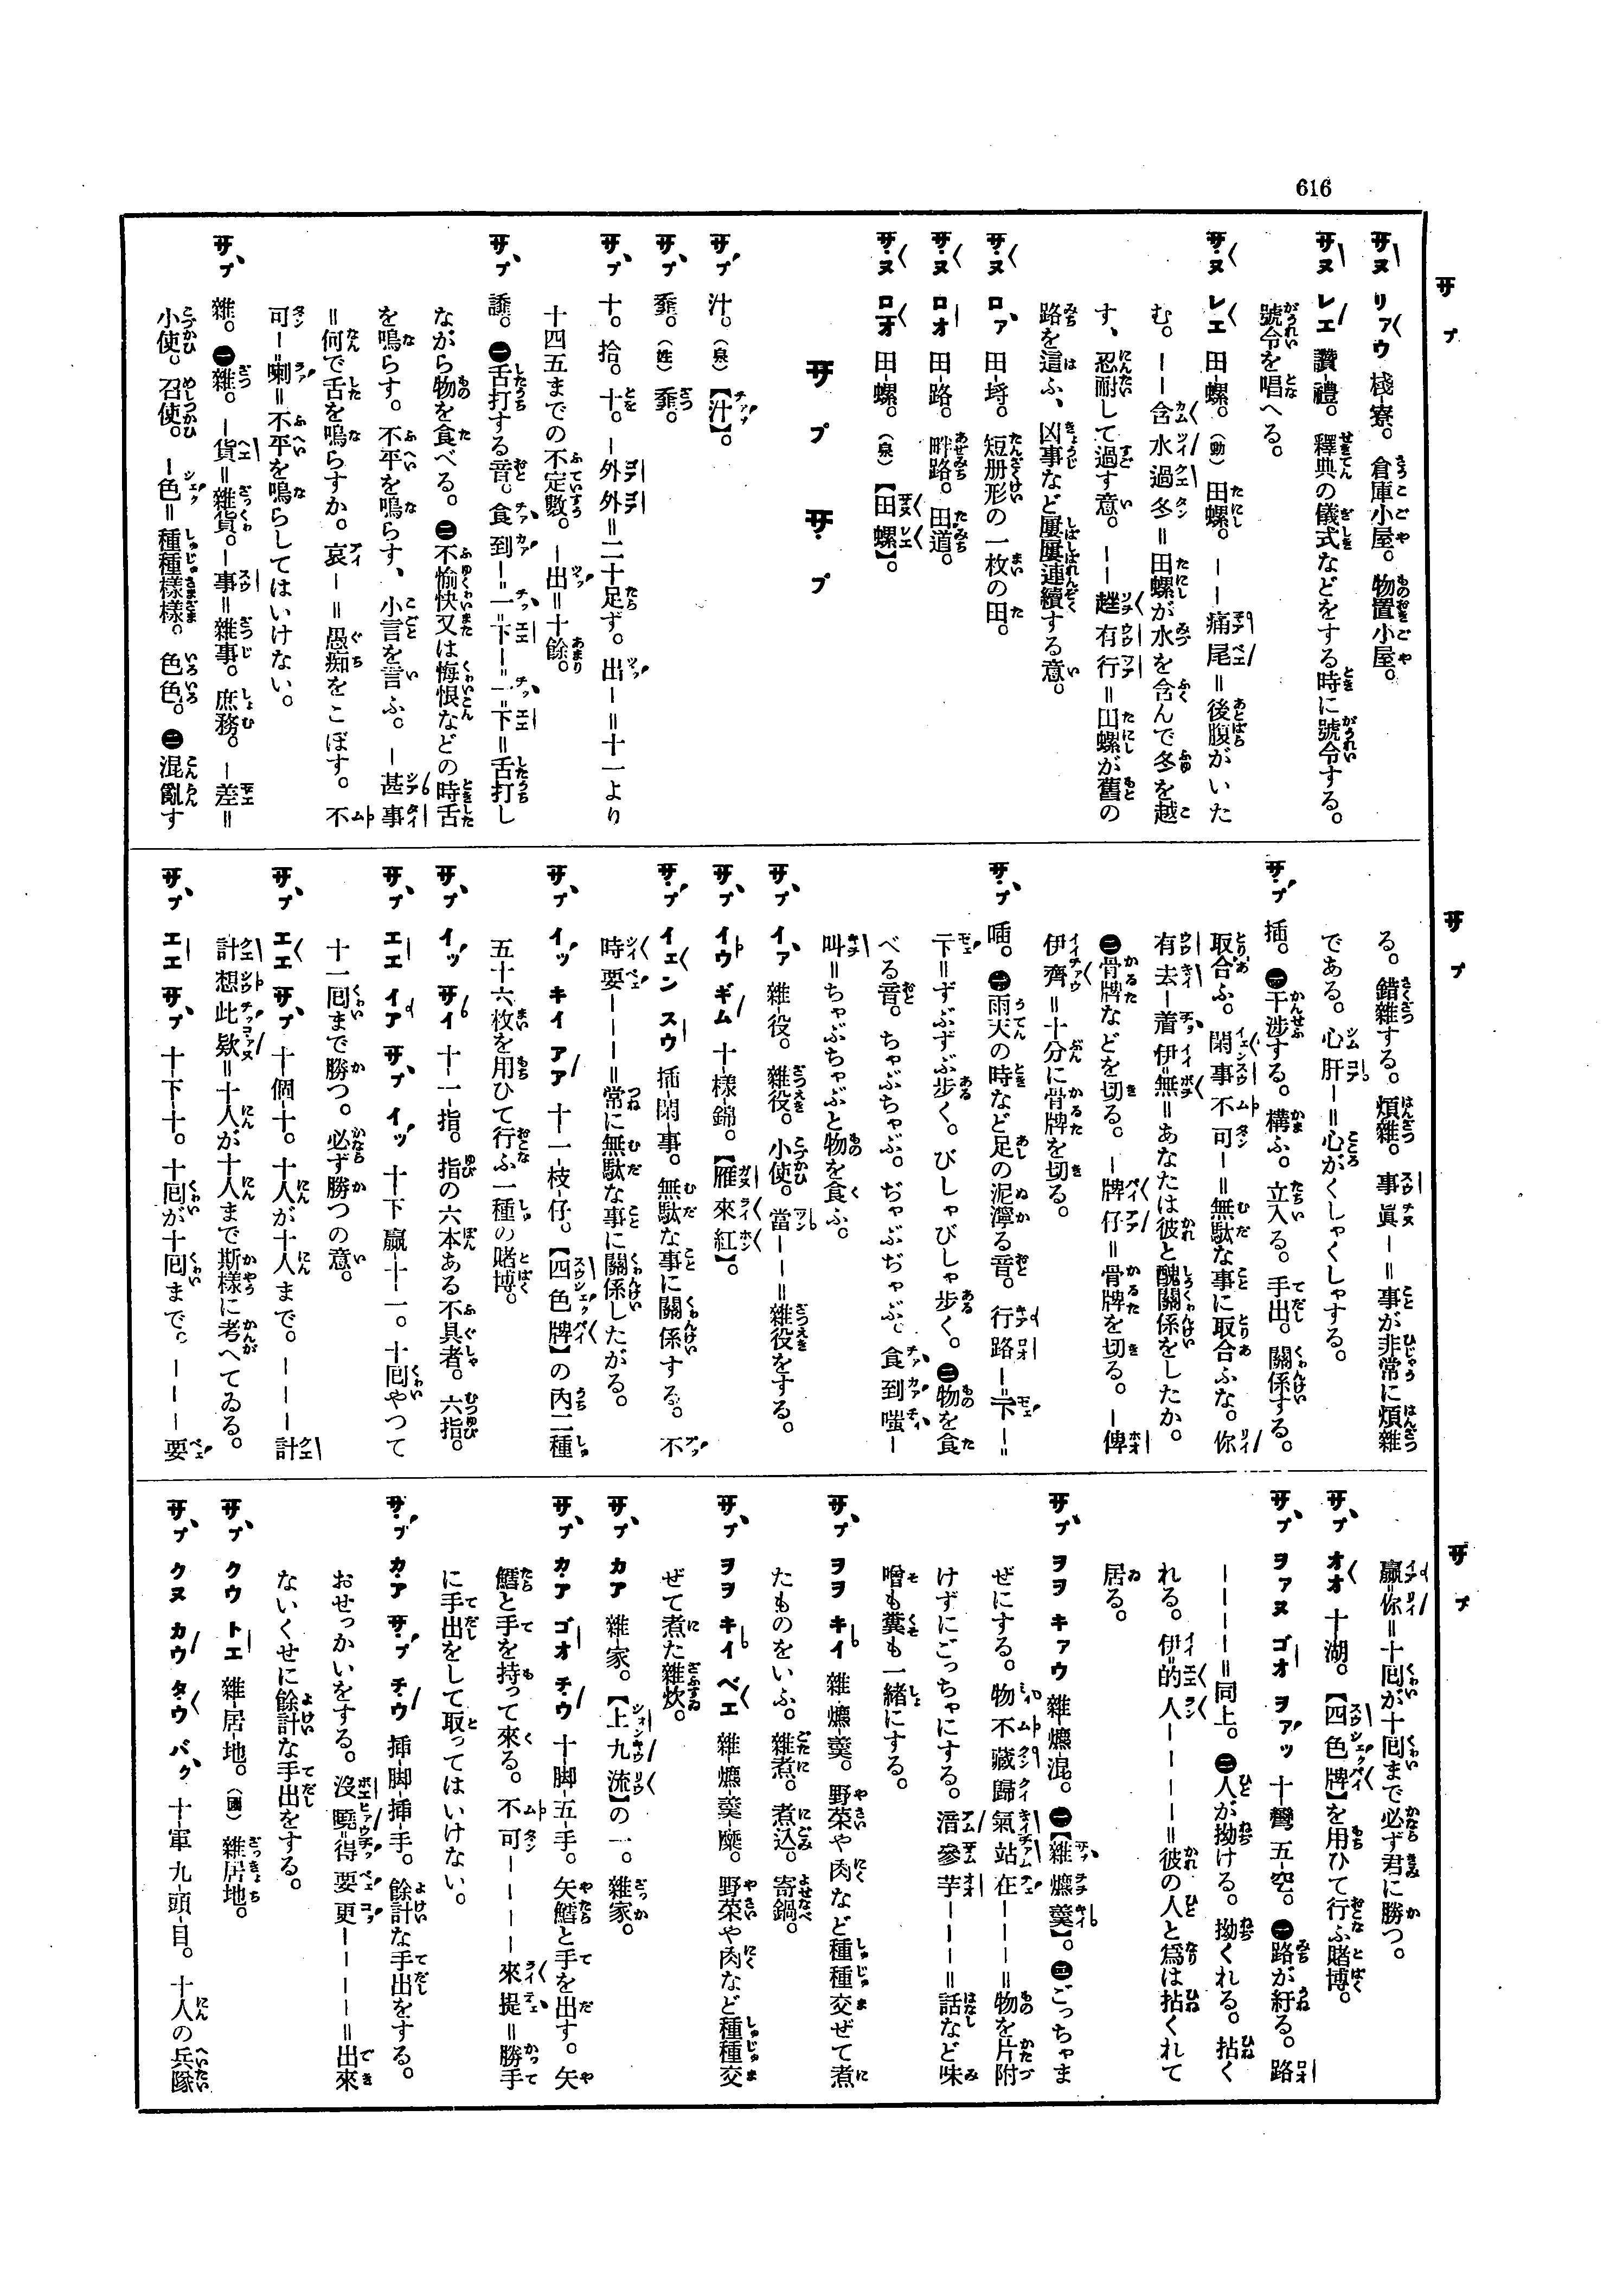 616
サ プ
サ プ
サ プ
サヌ リァウ 棧-寮。倉庫小屋。物置小屋。
サヌ レエ 讚-禮。釋典の儀式などをする時に號令する。
號令を唱へる。
サヌ レエ 田-螺。(動)田螺。――痛尾=後腹がいた
む。――含水過冬=田螺が水を含んで冬を越
す、忍耐して過す意。――趖有行=田螺が舊の
路を這ふ、凶事など屢屢連續する意。
サヌ ロァ 田-埒。短册形の一枚の田。
サヌ ロオ 田-路。畔路。田道。
サヌ ロオ 田-螺。(泉)【田螺】。
サプ サプ
サプ 汁。(泉)【汁】。
サプ (姓)
サプ 十。拾。十。―外外=二十足ず。出―=十一より
十四五までの不定數。―出=十餘。
サプ ㊀舌打する音。食到―一下―一下=舌打し
ながら物を食べる。㊁不愉快又は悔恨などの時舌
を鳴らす。不平を鳴らす、小言を言ふ。―甚事
=何で舌を鳴らすか。哀―=愚痴をこぼす。不
可―喇=不平を鳴らしてはいけない。
サプ 雜。㊀雜。―貨=雜貨。―事=雜事。庶務。―差=
小使。召使。―色=種種樣樣。色色。㊁混亂す
る。錯雜する。煩雜。事眞―=事が非常に煩雜
である。心肝―=心がくしゃくしゃする。
サプ 插。㊀干涉する。構ふ。立入る。手出。關係する。
取合ふ。閑事不可―=無駄な事に取合ふな。你
有去―着伊無=あなたは彼と醜關係をしたか。
㊁骨牌などを切る。―牌仔=骨牌を切る。―俾
伊齊=十分に骨牌を切る。
サプ 喢。㊀雨天の時など足の泥濘る音。行路―下―
下=ずぶずぶ步く。びしゃびしゃ步く。㊁物を食
べる音。ちゃぶちゃぶ。ぢゃぶぢゃぶ。食到嗤―
叫=ちゃぶちゃぶと物を食ふ。
サプ イァ 雜-役。雜役。小使。當――=雜役をする。
サプ イウ ギム 十-樣-錦。【雁來紅】。
サプ イェン スウ 插-閑-事。無駄な事に關係する。不
時要―――=常に無駄な事に關係したがる。
サプ イッ キイ アア 十-一-枝-仔。【四色牌】の內二種
五十六枚を用ひて行ふ一種の賭博。
サプ イッ サイ 十-一-指。指の六本ある不具者。六指。
サプ エエ イア サプ イッ 十-下 贏-十-一。十囘やつて
十一囘まで勝つ。必ず勝つの意。
サプ エエ サプ 十-個-十。十人が十人まで。―――計
計想此欵=十人が十人まで斯樣に考へてゐる。
サプ エエ サプ 十-下-十。十囘が十囘まで。―――要
贏你=十囘が十囘まで必ず君に勝つ。
サプ オオ 十-湖。【四色牌】を用ひて行ふ賭博。
サプ ヲァヌ ゴオ ヲァッ 十-彎 五-空。㊀路が紆る。路
――――=同上。㊁人が拗ける。拗くれる。拈く
れる。伊的人――――=彼の人と爲は拈くれて
居る。
サプ ヲヲ キァウ 雜-燶-混。㊀【雜燶羹】。㊁ごっちゃま
ぜにする。物不藏歸氣站在―――=物を片附
けずにごっちゃにする。 參芋―――=話など味
噌も糞も一緖にする。
サプ ヲヲ キイ 雜-燶-羹。野菜や肉など種種交ぜて煮
たものをいふ。雜煮。煮込。寄鍋。
サプ ヲヲ キイ ベエ 雜-燶-羹-糜。野菜や肉など種種交
ぜて煮た雜炊。
サプ カア 雜-家。【上九流】の一。雜家。
サプ カア ゴオ チウ 十-脚-五-手。矢鱈と手を出す。矢
鱈と手を持って來る。不可――――來提=勝手
に手出をして取ってはいけない。
サプ カア サプ チウ 插-脚-插-手。餘計な手出をする。
おせっかいをする。沒曉得要更――――=出來
ないくせに餘計な手出をする。
サプ クウ トエ 雜-居-地。(國)雜居地。
サプ クヌ カウ タウ バク 十-軍 九-頭-目。十人の兵隊